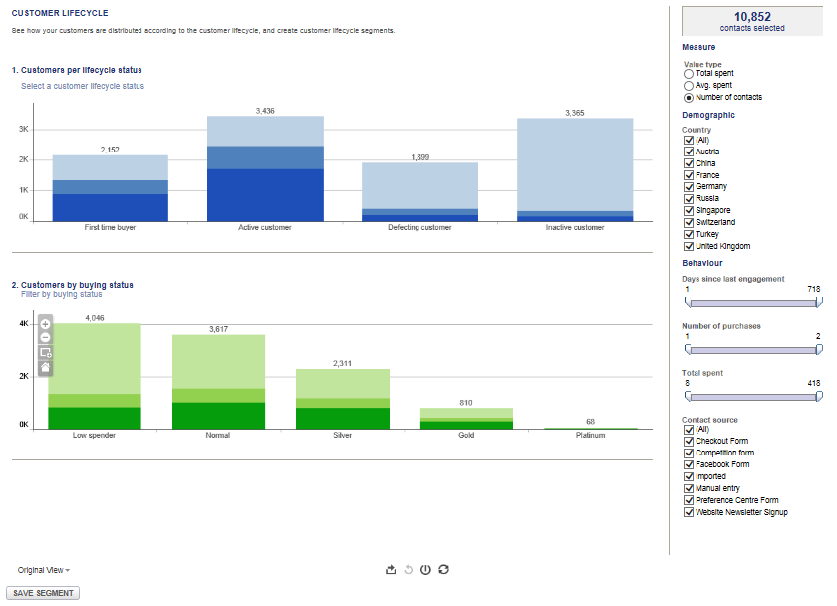 CUSTOMER LIFECYCLE
See how your customers are distributed according to the customer lifecycle, and create customer lifecycle segments.
1. Customers per lifecycle status
Select a customer lifecycle status
3K
2K
1K
0K
2,152
3,436
1,899
3,365
First time buyer
Active customer
Defecting customer
Inactive customer
2. Customers by buying status
Filter by buying status
4K
2K
0K
4,046
3,617
2,311
810
68
Low spender
Normal
Silver
Gold
Platinum
Original View
SAVE SEGMENT
10,852
contacts selected
Measure
Value type
Total spent
Avg. spent
Number of contacts
Demographic
Country
(All)
Austria
China
France
Germany
Russia
Singapore
Switzerland
Turkey
United Kingdom
Behaviour
Days since last engagement
1 718
Number of purchases
1 2
Total spent
8 418
Contact source
(All)
Checkout Form
Competition form
Facebook Form
Imported
Manual entry
Preference Centre Form
Website Newsletter Signup